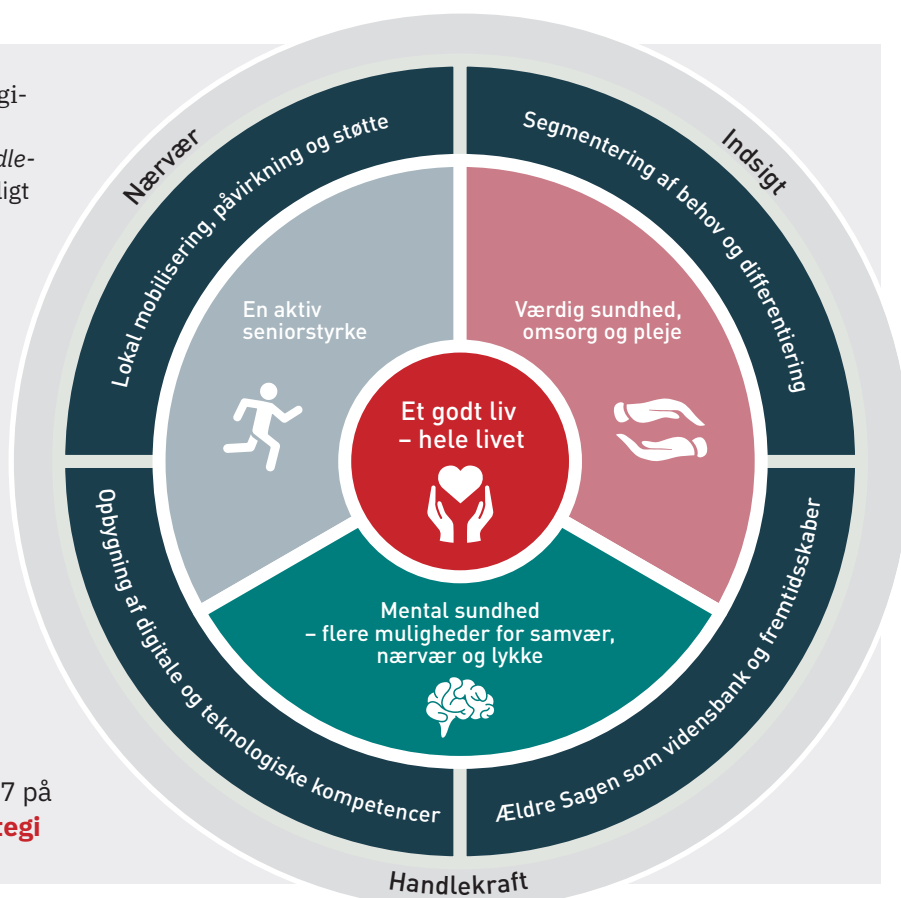 gi-
dle-
ligt
7 på
tegi
Nærvær
Indsigt
Handlekraft
Lokal mobilisering, påvirkning og støtte
Segmentering af behov og differentiering
Opbygning af digitale og teknologiske kompetencer
Ældre Sagen som vidensbank og fremtidsskaber
En aktiv
seniorstyrke
Værdig sundhed,
omsorg og pleje
Et godt liv
– hele livet
Mental sundhed
– flere muligheder for samvær,
nærvær og lykke